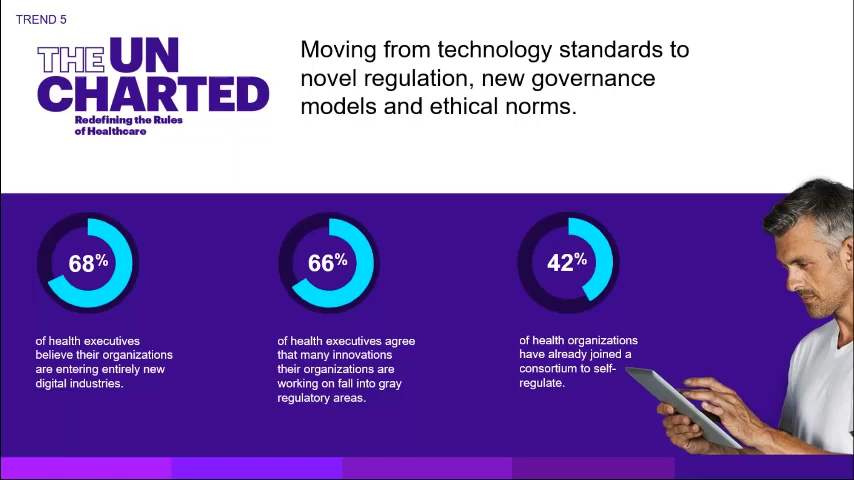 TREND 5
THE UN
CHARTED
Redefining the Rules
of Healthcare
Moving from technology standards to
novel regulation, new governance
models and ethical norms.
68%
of health executives
believe their organizations
are entering entirely new
digital industries.
66%
of health executives agree
that many innovations
their organizations are
working on fall into gray
regulatory areas.
42%
of health organizations
have already joined a
consortium to self-
regulate.